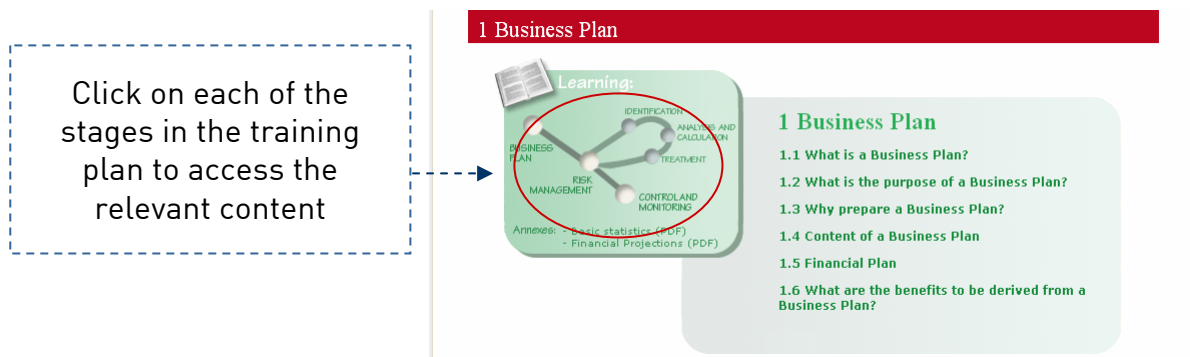 Click on each of the
stages in the training
plan to access the
relevant content
1 Business Plan
Learning:
IDENTIFICATION
ANALYSIS AND
CALCULATION
BUSINESS
PLAN
TREATMENT
RISK
MANAGEMENT
CONTROL AND
MONITORING
Annexes: - Basic statistics (PDF)
- Financial Projections (PDF)
1 Business Plan
1.1 What is a Business Plan?
1.2 What is the purpose of a Business Plan?
1.3 Why prepare a Business Plan?
1.4 Content of a Business Plan
1.5 Financial Plan
1.6 What are the benefits to be derived from a
Business Plan?